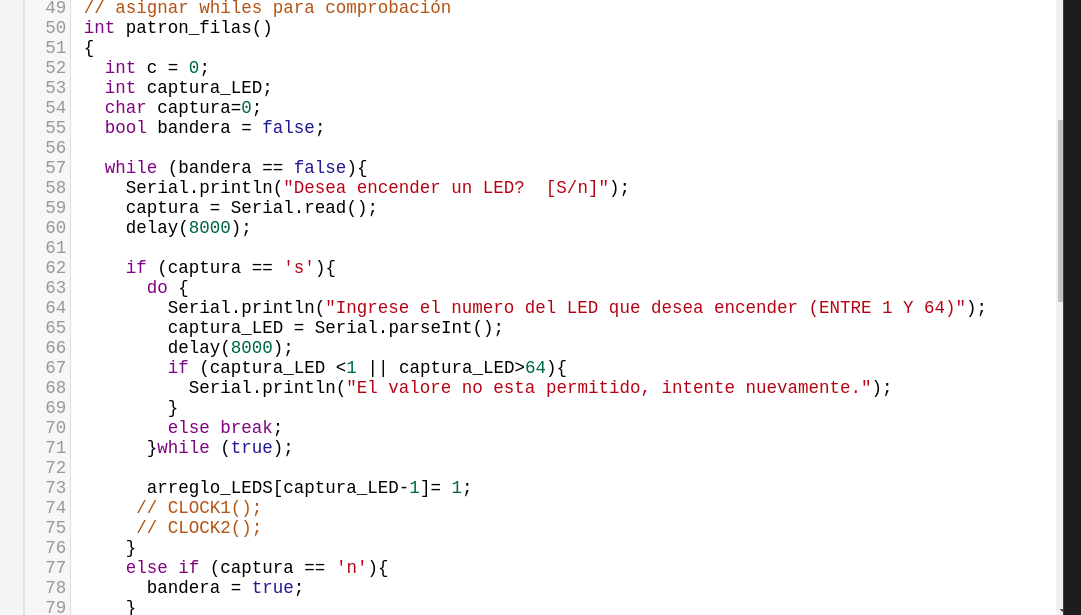 49 // asignar whiles para comprobación
50 int patron_filas()
51 {
52   int c = 0;
53   int captura_LED;
54   char captura=0;
55   bool bandera = false;
56
57   while (bandera == false){
58     Serial.println("Desea encender un LED?  [S/n]");
59     captura = Serial.read();
60     delay(8000);
61
62     if (captura == 's'){
63       do {
64         Serial.println("Ingrese el numero del LED que desea encender (ENTRE 1 Y 64)");
65         captura_LED = Serial.parseInt();
66         delay(8000);
67         if (captura_LED <1 || captura_LED>64){
68           Serial.println("El valore no esta permitido, intente nuevamente.");
69         }
70         else break;
71       }while (true);
72
73       arreglo_LEDS[captura_LED-1]= 1;
74      // CLOCK1();
75      // CLOCK2();
76     }
77     else if (captura == 'n'){
78       bandera = true;
79     }